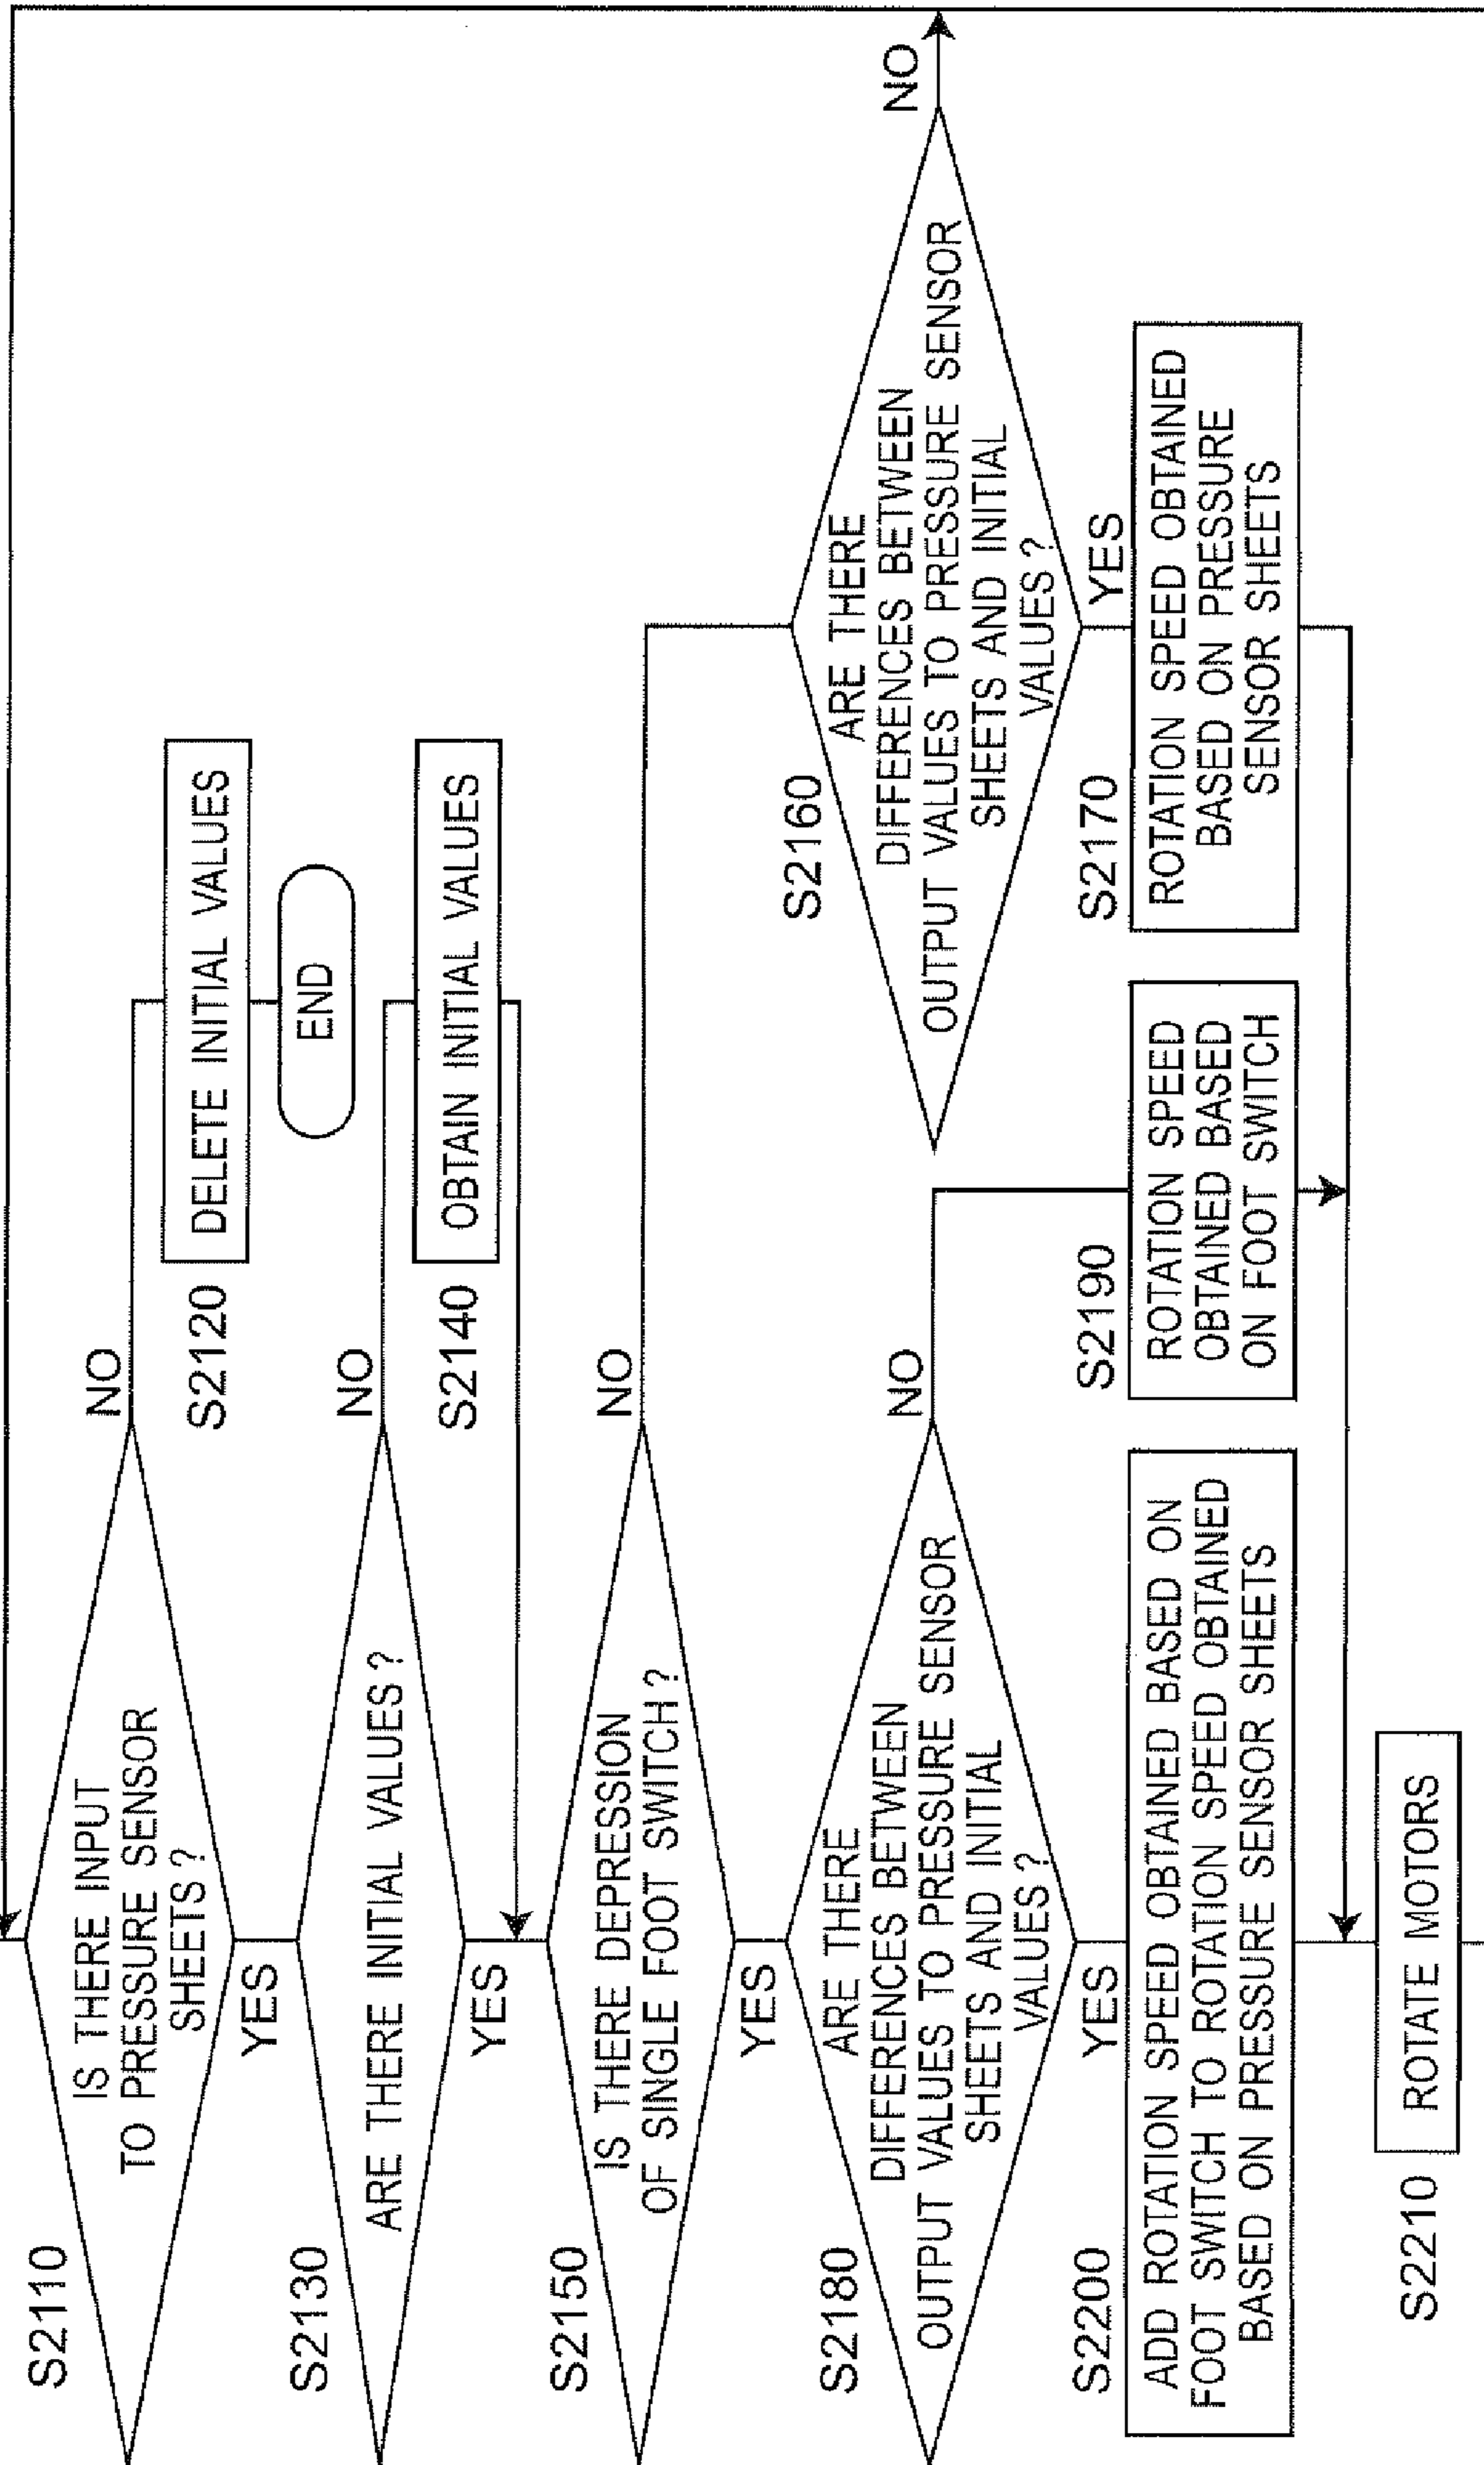 S2110
IS THERE INPUT
TO PRESSURE SENSOR
SHEETS ?
NO
YES
S2120
DELETE INITIAL VALUES
END
S2130
ARE THERE INITIAL VALUES ?
NO
YES
S2140
OBTAIN INITIAL VALUES
S2150
IS THERE DEPRESSION
OF SINGLE FOOT SWITCH ?
NO
YES
S2160
ARE THERE
DIFFERENCES BETWEEN
OUTPUT VALUES TO PRESSURE SENSOR
SHEETS AND INITIAL
VALUES ?
NO
YES
S2170
ROTATION SPEED OBTAINED
BASED ON PRESSURE
SENSOR SHEETS
S2180
ARE THERE
DIFFERENCES BETWEEN
OUTPUT VALUES TO PRESSURE SENSOR
SHEETS AND INITIAL
VALUES ?
NO
YES
S2190
ROTATION SPEED
OBTAINED BASED
ON FOOT SWITCH
S2200
ADD ROTATION SPEED OBTAINED BASED ON
FOOT SWITCH TO ROTATION SPEED OBTAINED
BASED ON PRESSURE SENSOR SHEETS
S2210
ROTATE MOTORS